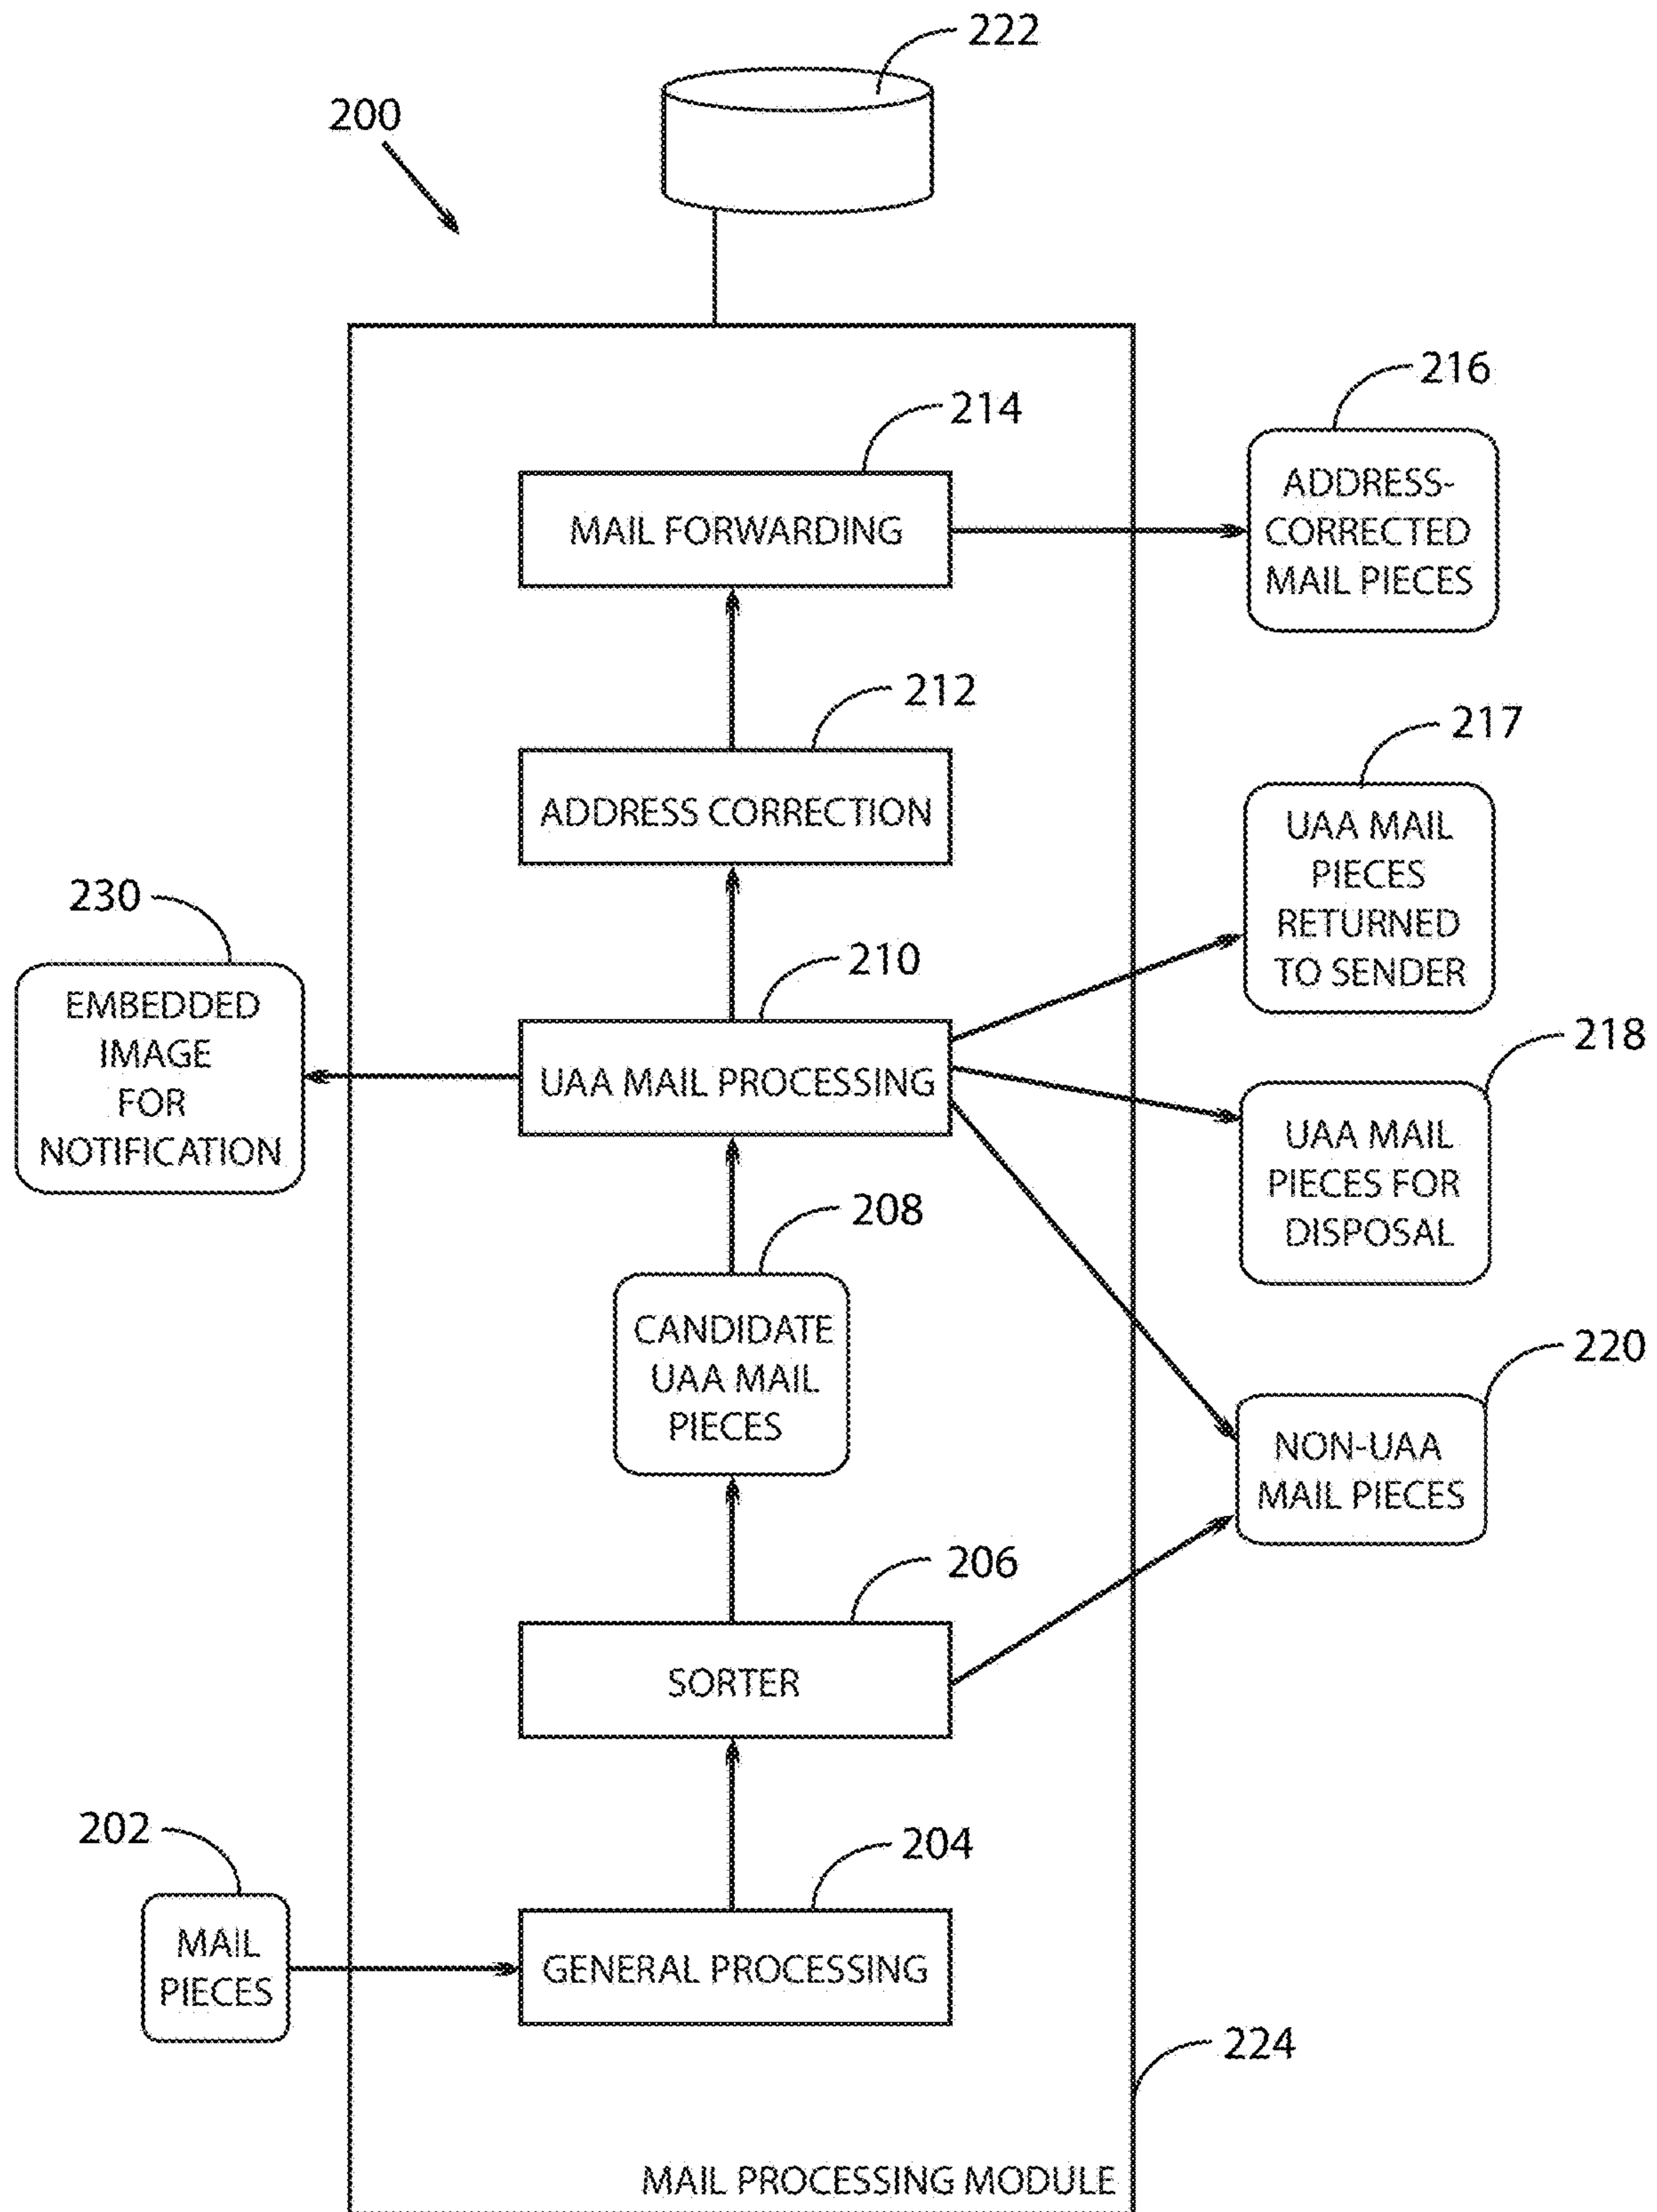 222
200
216
214
ADDRESS-
CORRECTED
MAIL PIECES
MAIL FORWARDING
212
217
ADDRESS CORRECTION
UAA MAIL
PIECES
RETURNED
TO SENDER
230
210
EMBEDDED
IMAGE
FOR
NOTIFICATION
UAA MAIL PROCESSING
218
UAA MAIL
PIECES FOR
DISPOSAL
208
CANDIDATE
UAA MAIL
PIECES
220
NON-UAA
MAIL PIECES
206
SORTER
202
204
MAIL
PIECES
GENERAL PROCESSING
224
MAIL PROCESSING MODULE